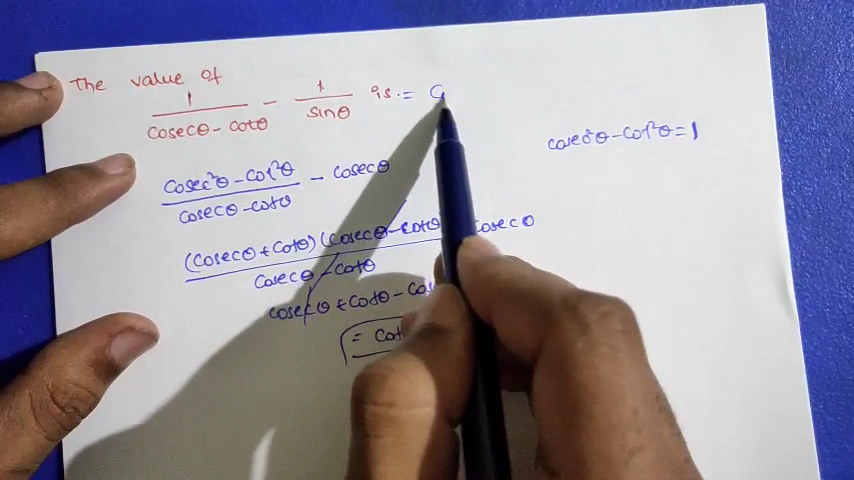 The value of
1/(cosecθ - cotθ) - 1/sinθ is. = C
cosec²θ - cot²θ = 1
(cosec²θ - cot²θ)/(cosecθ - cotθ) - cosecθ
(cosecθ + cotθ)(cosecθ - cotθ)/(cosecθ - cotθ) cosecθ
cosecθ + cotθ -
= cot